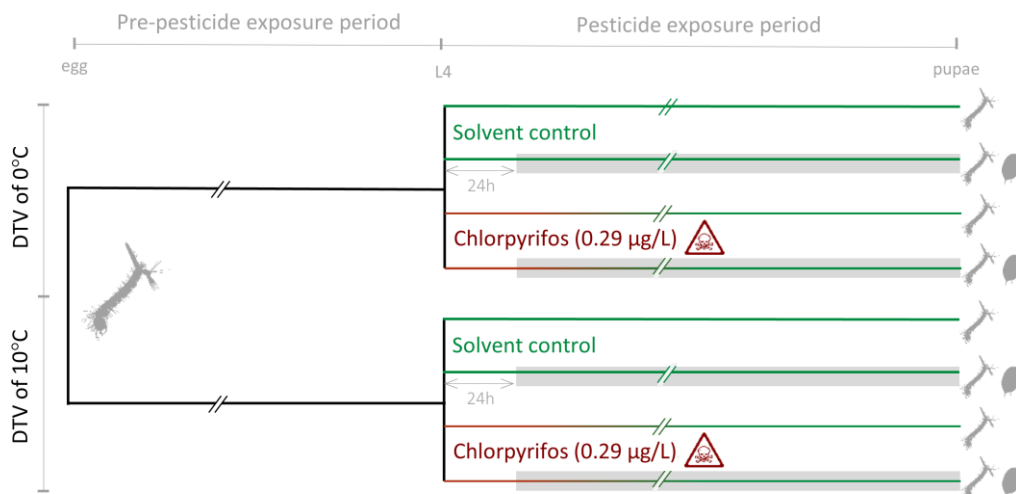 Pre-pesticide exposure period
Pesticide exposure period
egg
L4
pupae
DTV of 0°C
Solvent control
24h
Chlorpyrifos (0.29 µg/L)
DTV of 10°C
Solvent control
24h
Chlorpyrifos (0.29 µg/L)